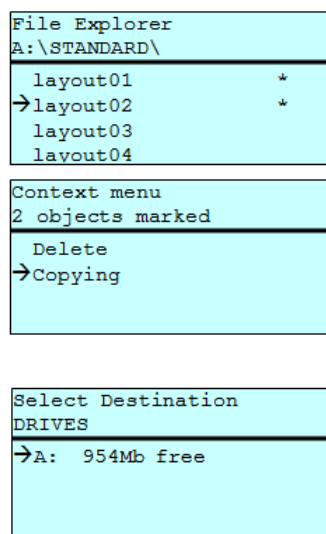 File Explorer
A:\STANDARD\
layout01 *
→layout02 *
layout03
layout04
Context menu
2 objects marked
Delete
→Copying
Select Destination
DRIVES
→A: 954Mb free